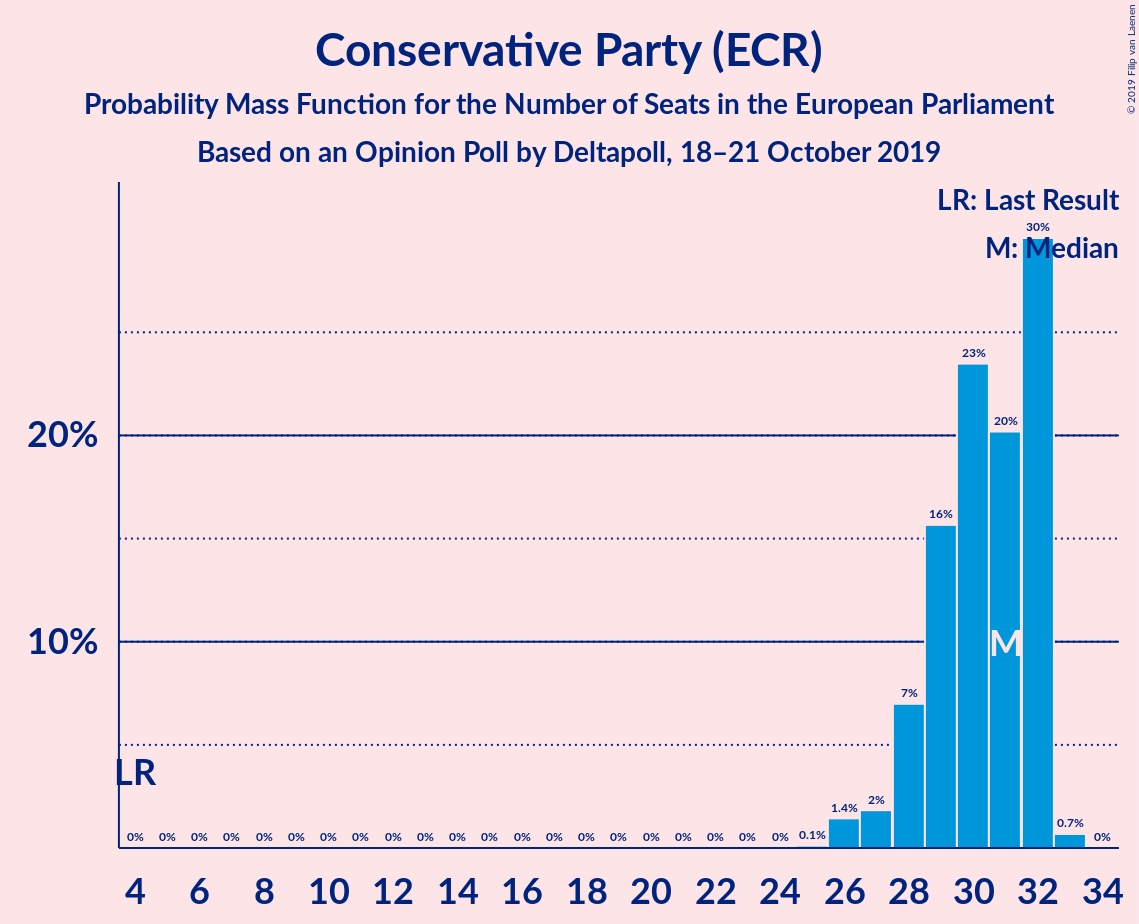 Conservative Party (ECR)
Probability Mass Function for the Number of Seats in the European Parliament
Based on an Opinion Poll by Deltapoll, 18–21 October 2019
© 2019 Filip van Laenen
LR: Last Result
M: Median
30%
23%
20%
20%
16%
10%
M
7%
LR
0% 0% 0% 0% 0% 0% 0% 0% 0% 0% 0% 0% 0% 0% 0% 0% 0% 0% 0% 0% 0% 0.1% 1.4% 2% 0.7% 0%
4 6 8 10 12 14 16 18 20 22 24 26 28 30 32 34